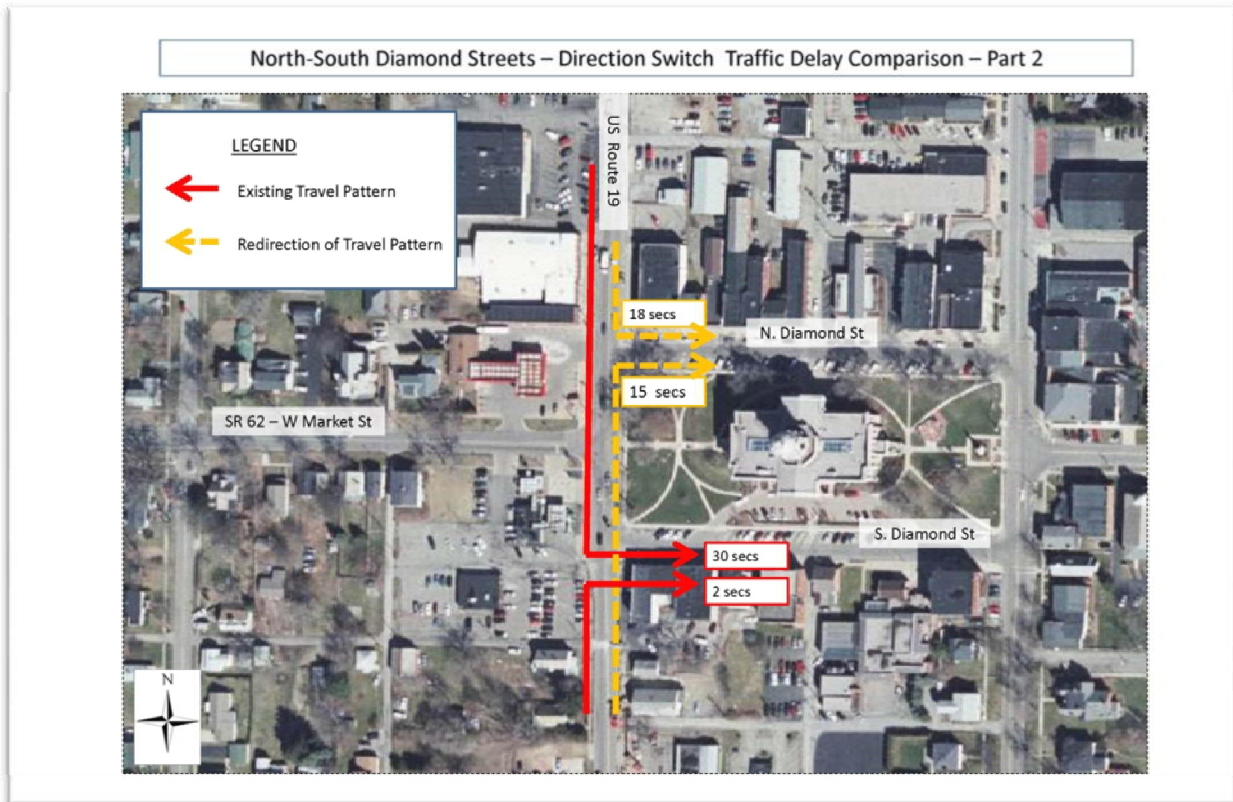 North-South Diamond Streets – Direction Switch Traffic Delay Comparison – Part 2
LEGEND
Existing Travel Pattern
Redirection of Travel Pattern
US Route 19
18 secs
N. Diamond St
15 secs
SR 62 – W Market St
S. Diamond St
30 secs
2 secs
N